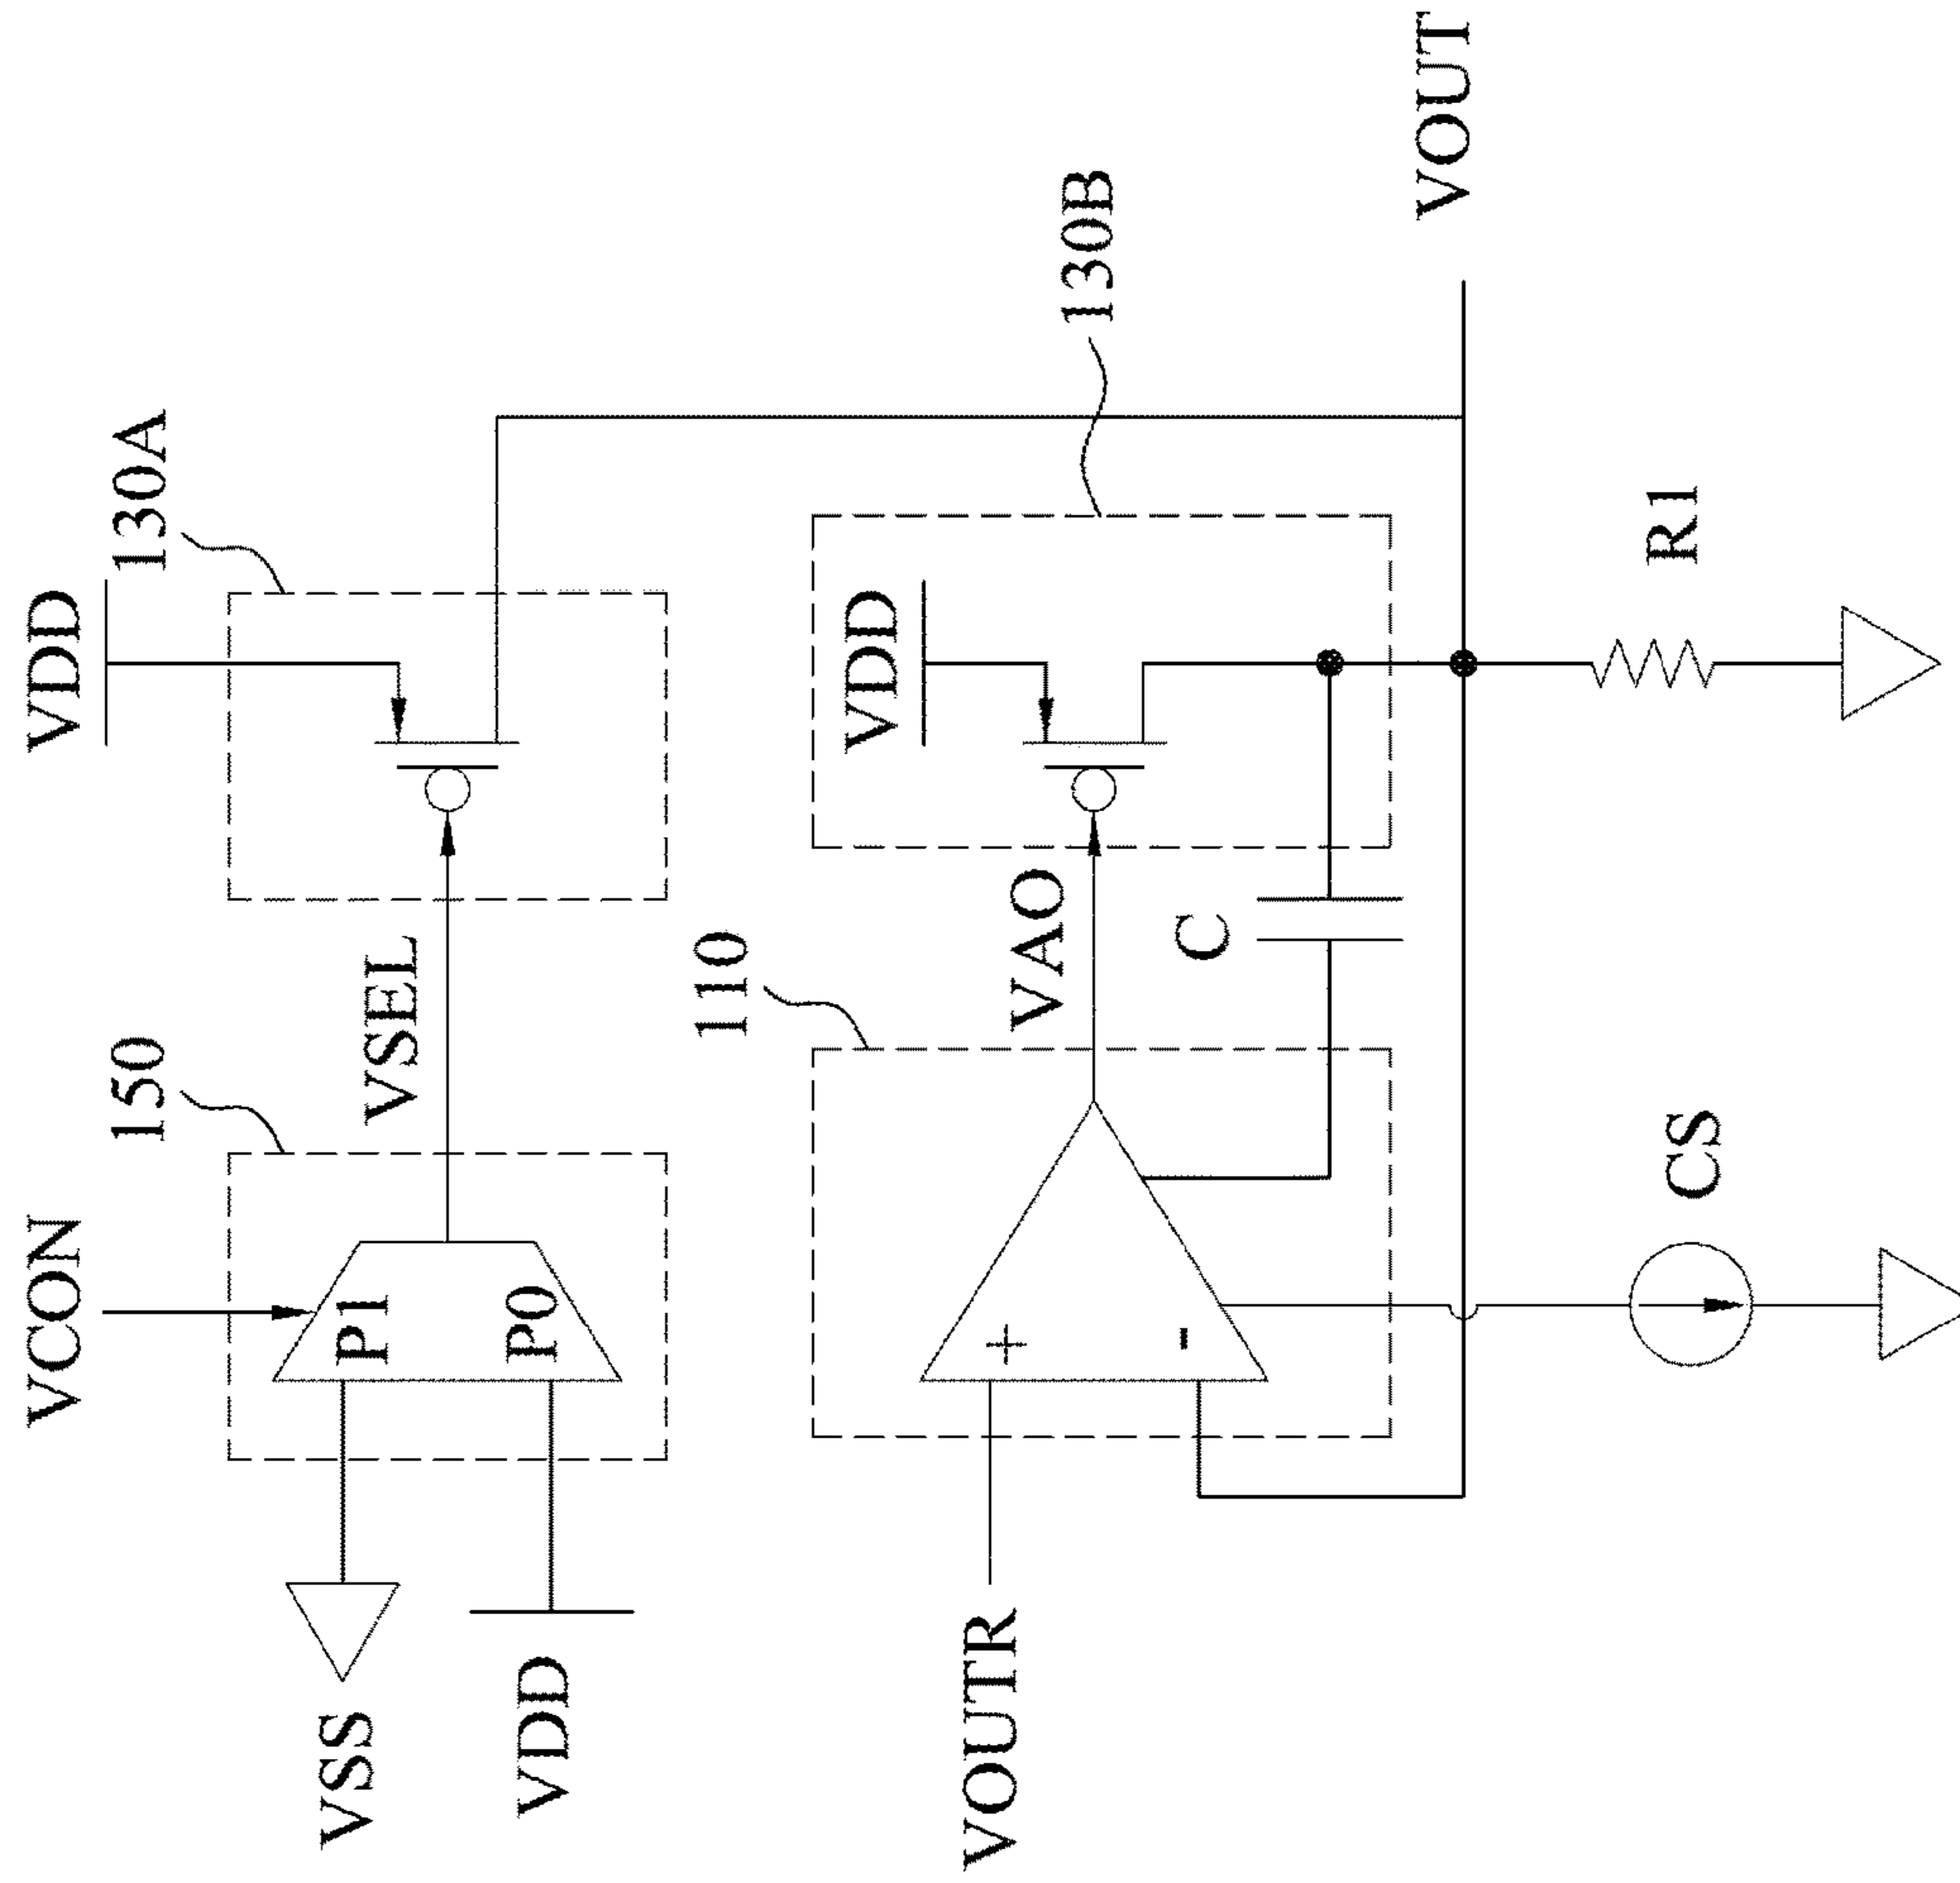 VCON
150
VDD
130A
VSS
P1
VSEL
P0
VDD
110
VDD
130B
VOUTR
+
-
VAO
C
VOUT
CS
R1